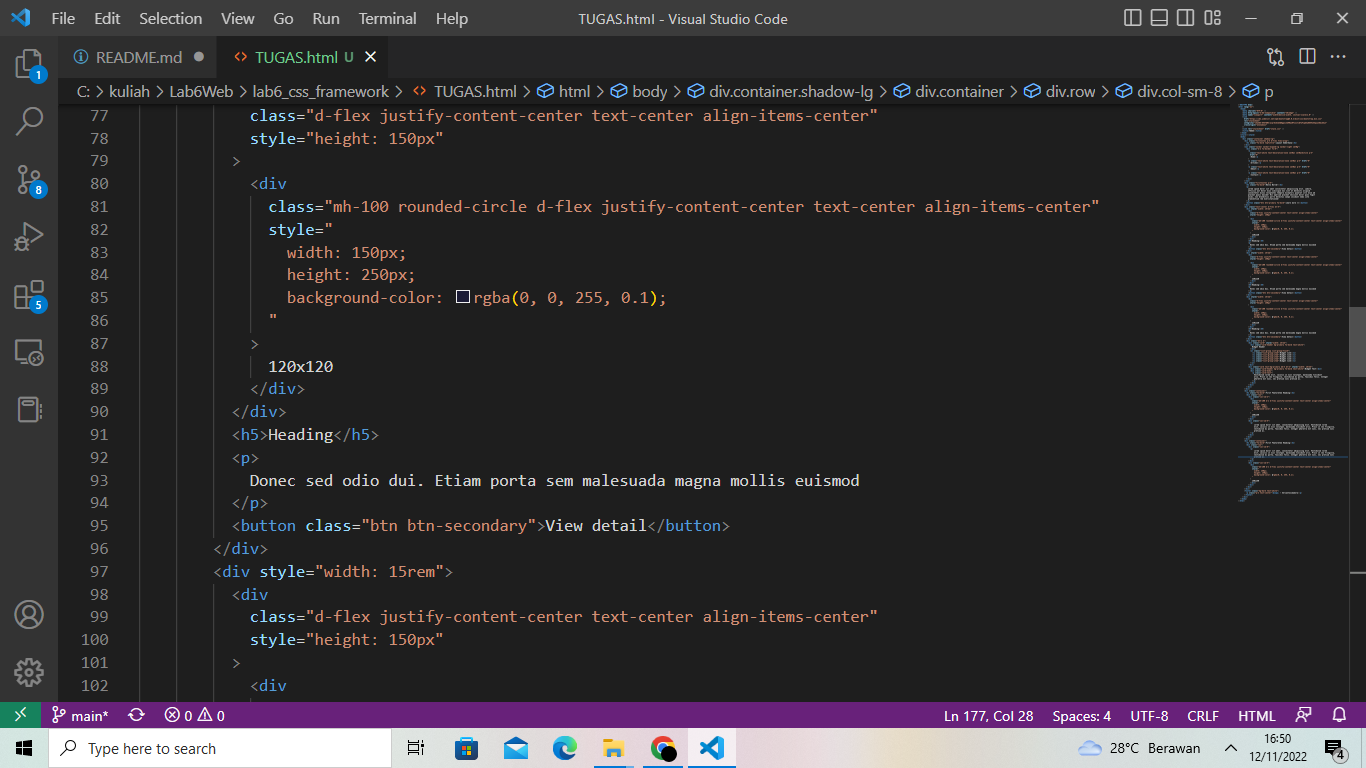 File Edit Selection View Go Run Terminal Help TUGAS.html - Visual Studio Code
README.md TUGAS.html U
C: > kuliah > Lab6Web > lab6_css_framework > TUGAS.html > html > body > div.container.shadow-lg > div.container > div.row > div.col-sm-8 > p
1
8
5
77 class="d-flex justify-content-center text-center align-items-center"
78 style="height: 150px"
79 >
80 <div
81 class="mh-100 rounded-circle d-flex justify-content-center text-center align-items-center"
82 style="
83 width: 150px;
84 height: 250px;
85 background-color: rgba(0, 0, 255, 0.1);
86 "
87 >
88 120x120
89 </div>
90 </div>
91 <h5>Heading</h5>
92 <p>
93 Donec sed odio dui. Etiam porta sem malesuada magna mollis euismod
94 </p>
95 <button class="btn btn-secondary">View detail</button>
96 </div>
97 <div style="width: 15rem">
98 <div
99 class="d-flex justify-content-center text-center align-items-center"
100 style="height: 150px"
101 >
102 <div
main* 0 0 Ln 177, Col 28 Spaces: 4 UTF-8 CRLF HTML
Type here to search 28°C Berawan 16:50
12/11/2022 4